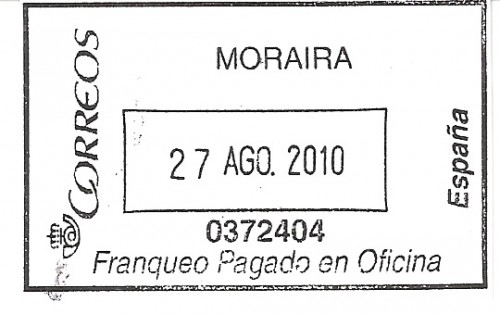 CORREOS
MORAIRA
27 AGO. 2010
España
0372404
Franqueo Pagado en Oficina